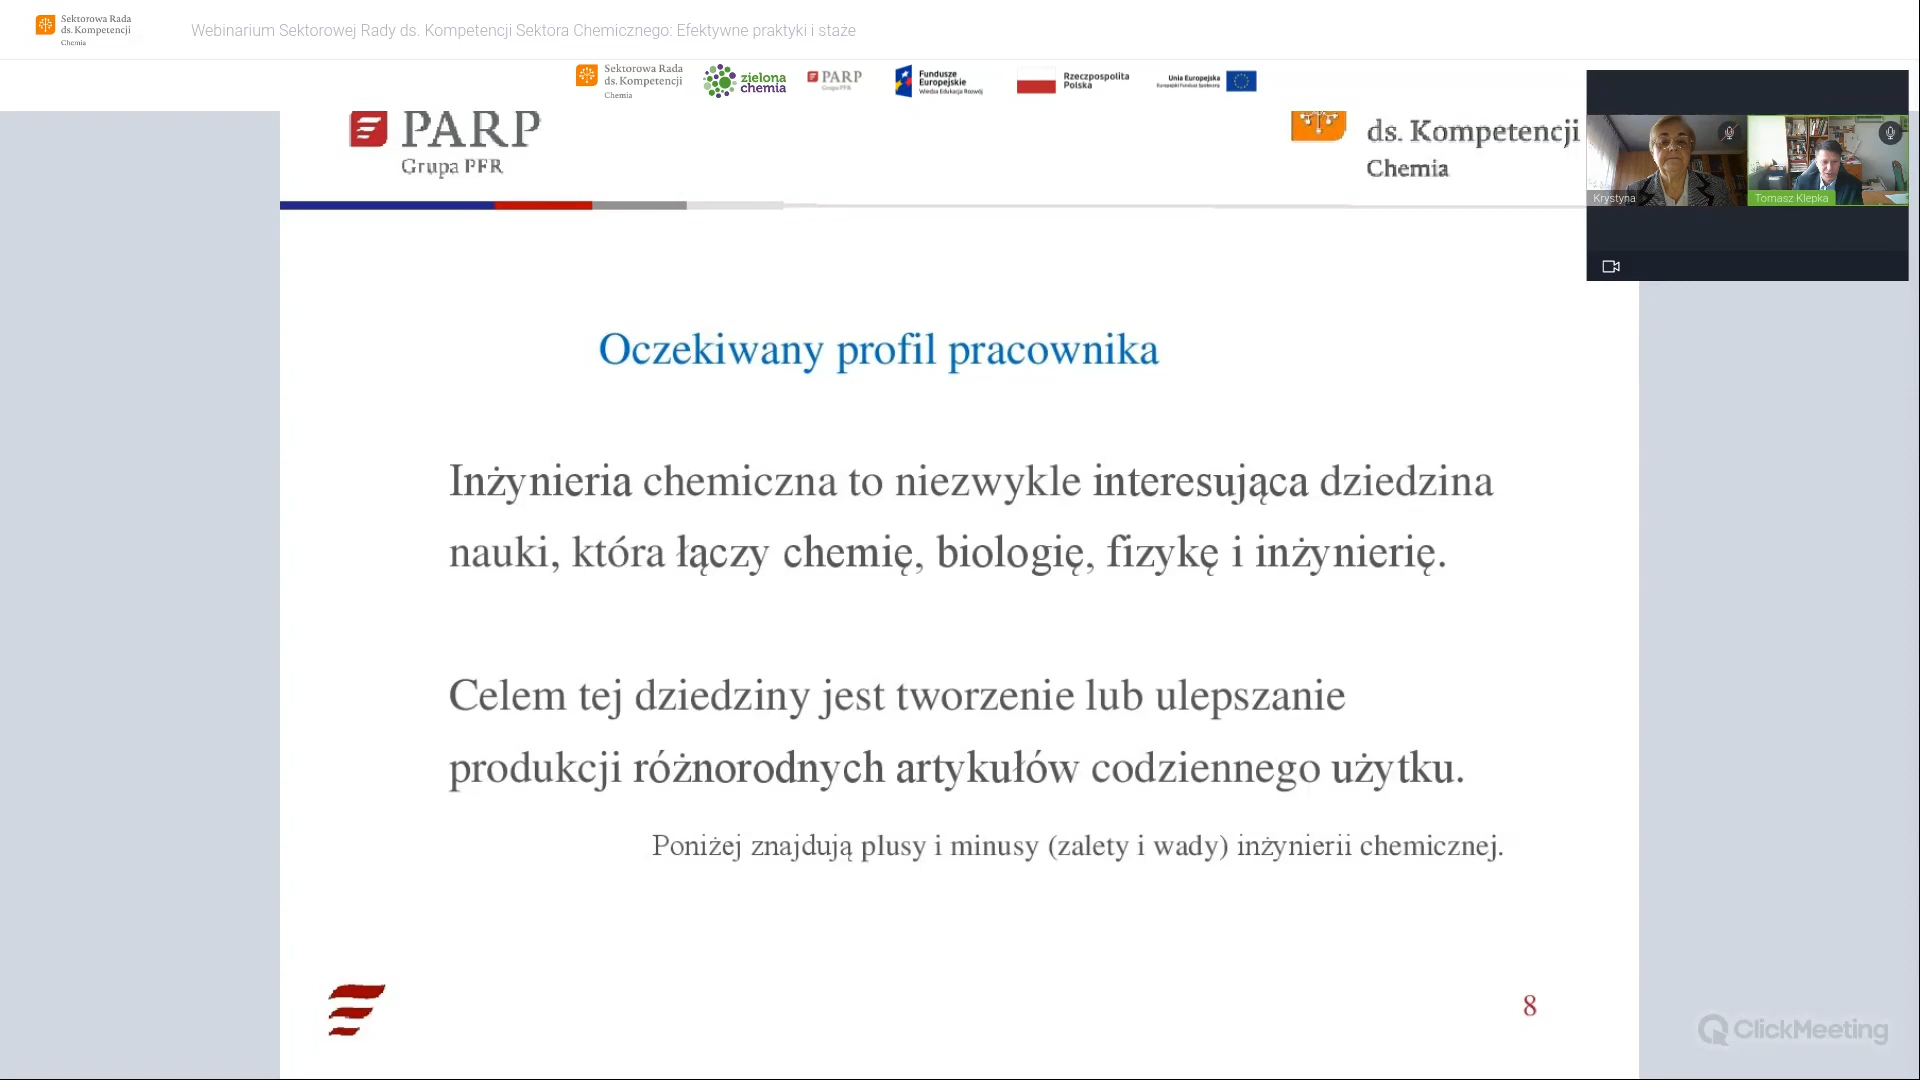 Sektorowa Rada
ds. Kompetencji
Chemia
Webinarium Sektorowej Rady ds. Kompetencji Sektora Chemicznego: Efektywne praktyki i staże
Sektorowa Rada
ds. Kompetencji
Chemia
zielona
chemia
PARP
Grupa PFR
Fundusze
Europejskie
Wiedza Edukacja Rozwój
Rzeczpospolita
Polska
Unia Europejska
Europejski Fundusz Społeczny
PARP
Grupa PFR
ds. Kompetencji
Chemia
Krystyna
Tomasz Klepka
Oczekiwany profil pracownika
Inżynieria chemiczna to niezwykle interesująca dziedzina
nauki, która łączy chemię, biologię, fizykę i inżynierię.
Celem tej dziedziny jest tworzenie lub ulepszanie
produkcji różnorodnych artykułów codziennego użytku.
Poniżej znajdują plusy i minusy (zalety i wady) inżynierii chemicznej.
8
ClickMeeting